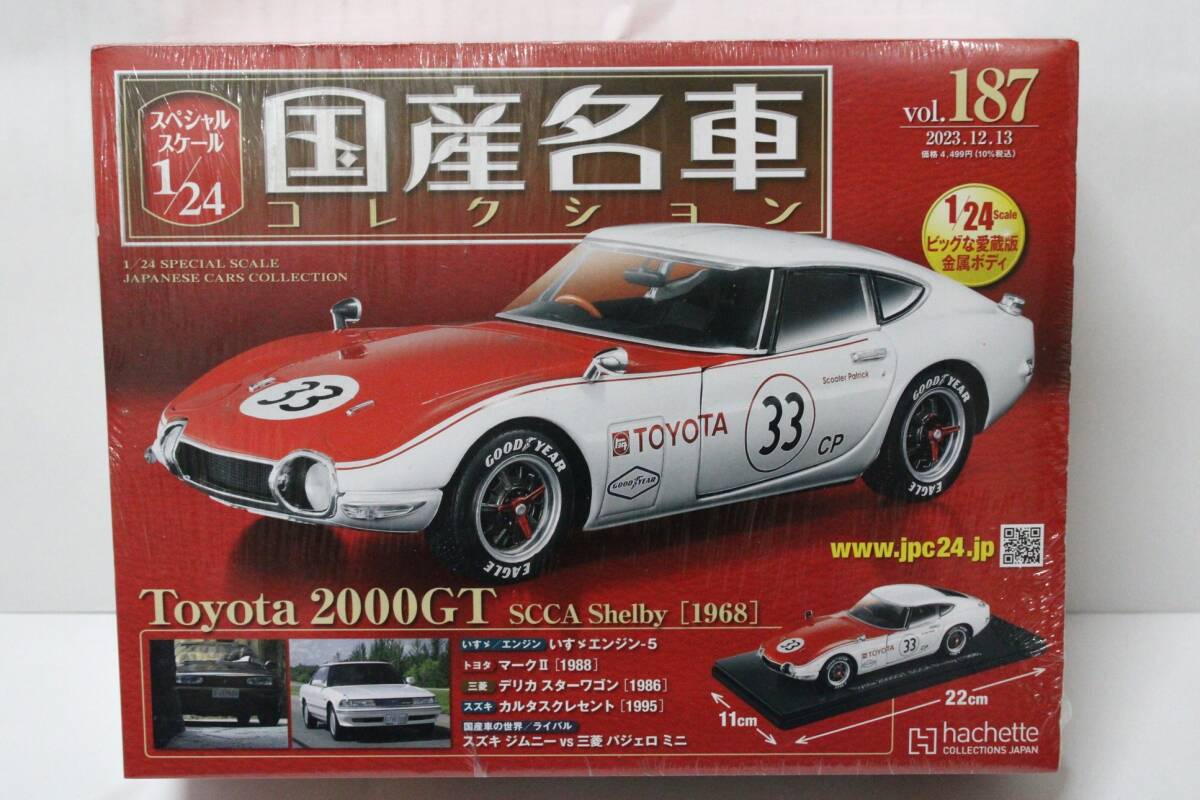 スペシャル
スケール
1/24
国産名車
コレクション
1/24 SPECIAL SCALE
JAPANESE CARS COLLECTION
vol.187
2023.12.13
価格 4,499円(10%税込)
1/24 Scale
ビッグな愛蔵版
金属ボディ
33
Scooter Patrick
TOYOTA
33
CP
GOODYEAR
EAGLE
GOODYEAR
GOODYEAR
EAGLE
www.jpc24.jp
Toyota 2000GT SCCA Shelby [1968]
いすゞ/エンジン いすゞエンジン-5
トヨタ マークII [1988]
三菱 デリカ スターワゴン [1986]
スズキ カルタスクレセント [1995]
国産車の世界/ライバル
スズキ ジムニー vs 三菱 パジェロ ミニ
33
TOYOTA
33
CP
11cm
22cm
hachette
COLLECTIONS JAPAN